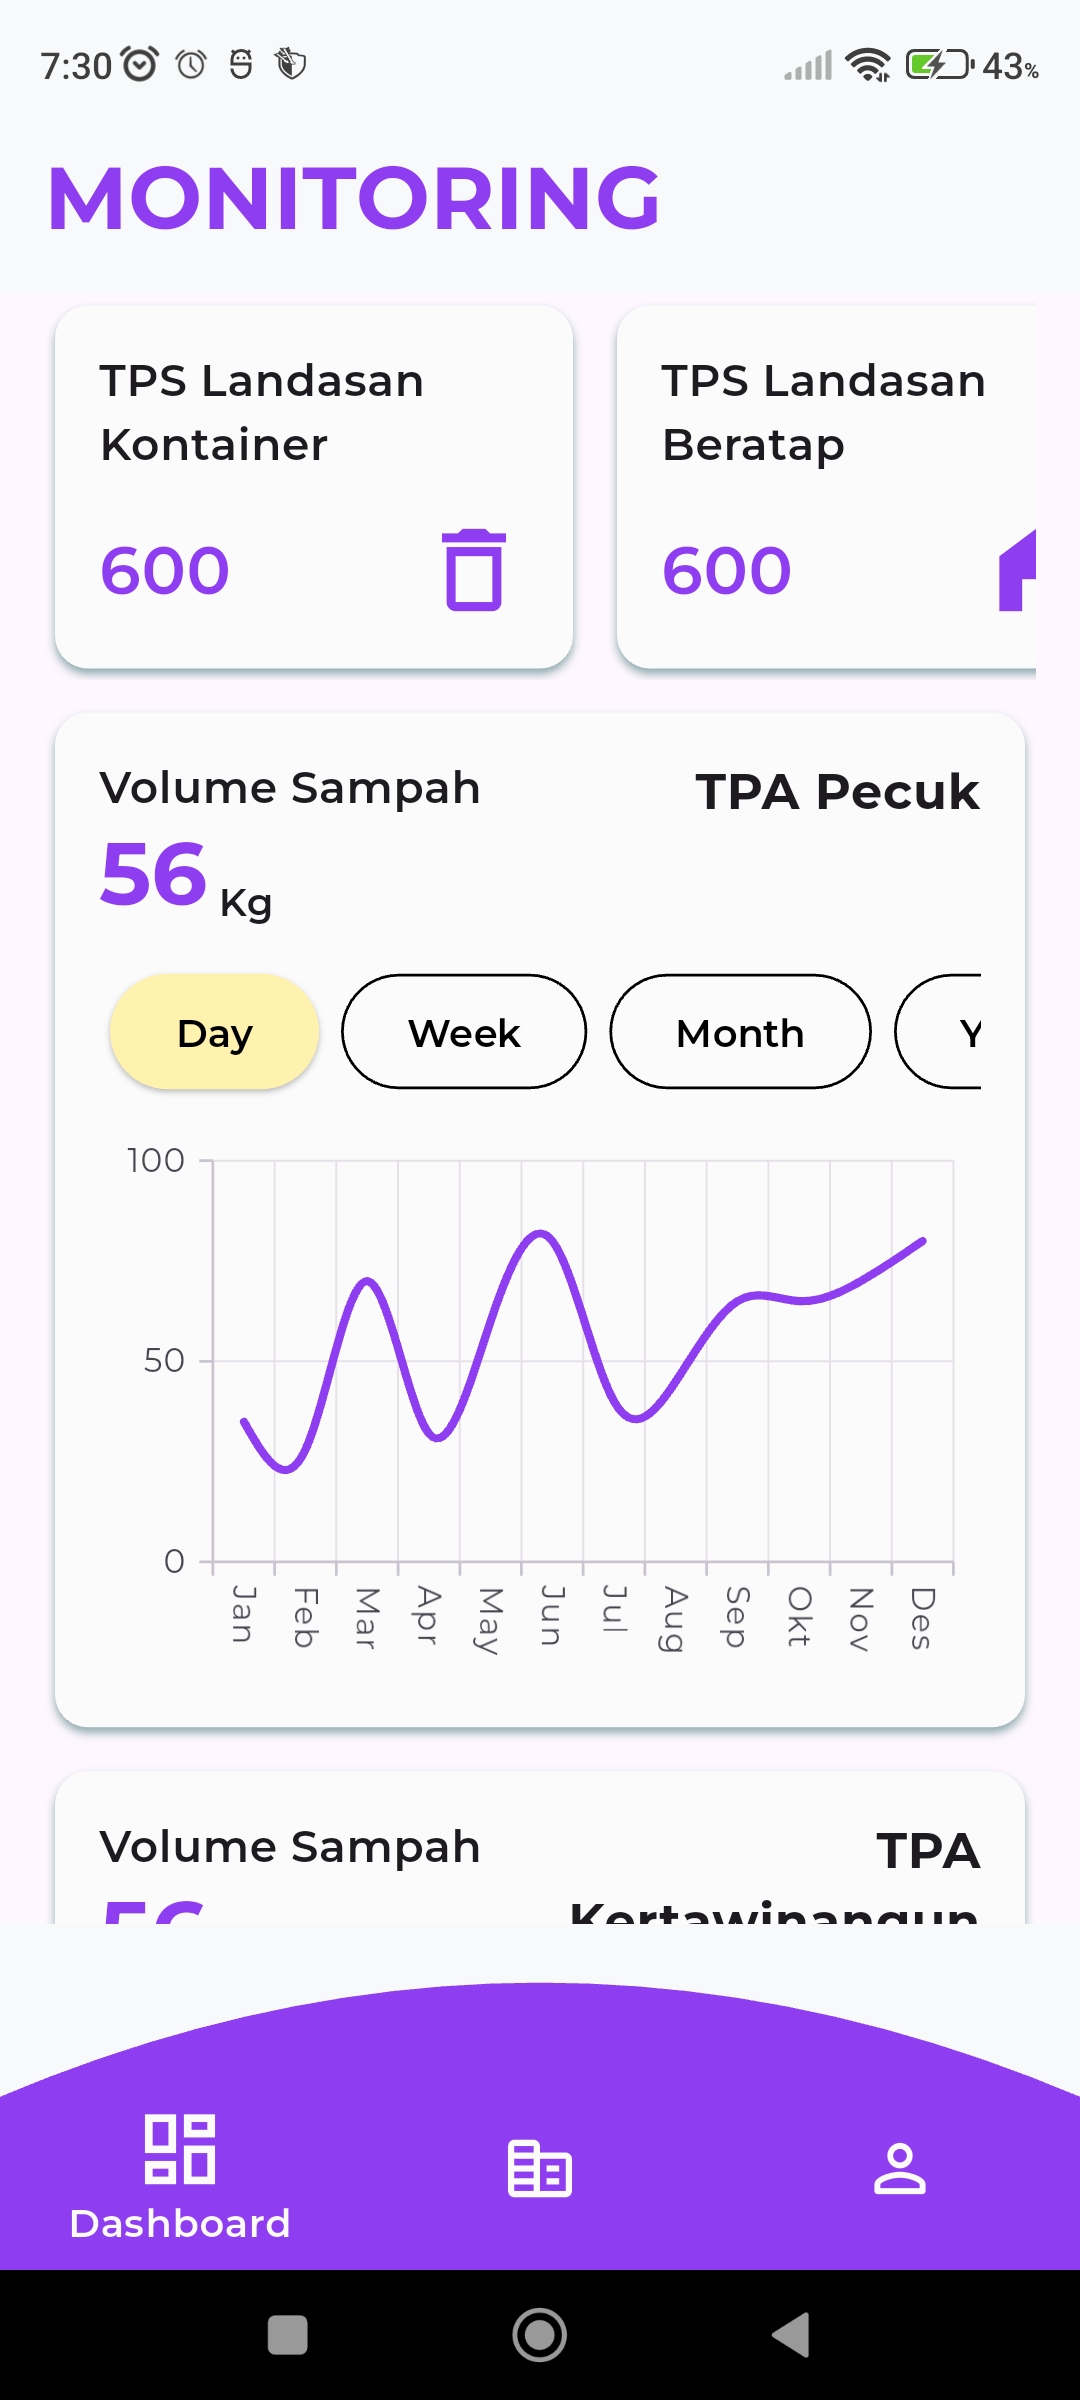 7:30 43%
MONITORING
TPS Landasan
Kontainer
600
TPS Landasan
Beratap
600
Volume Sampah
TPA Pecuk
56 Kg
Day Week Month Y
100
50
0
Jan Feb Mar Apr May Jun Jul Aug Sep Okt Nov Des
Volume Sampah
TPA
Kertawinangun
56
Dashboard